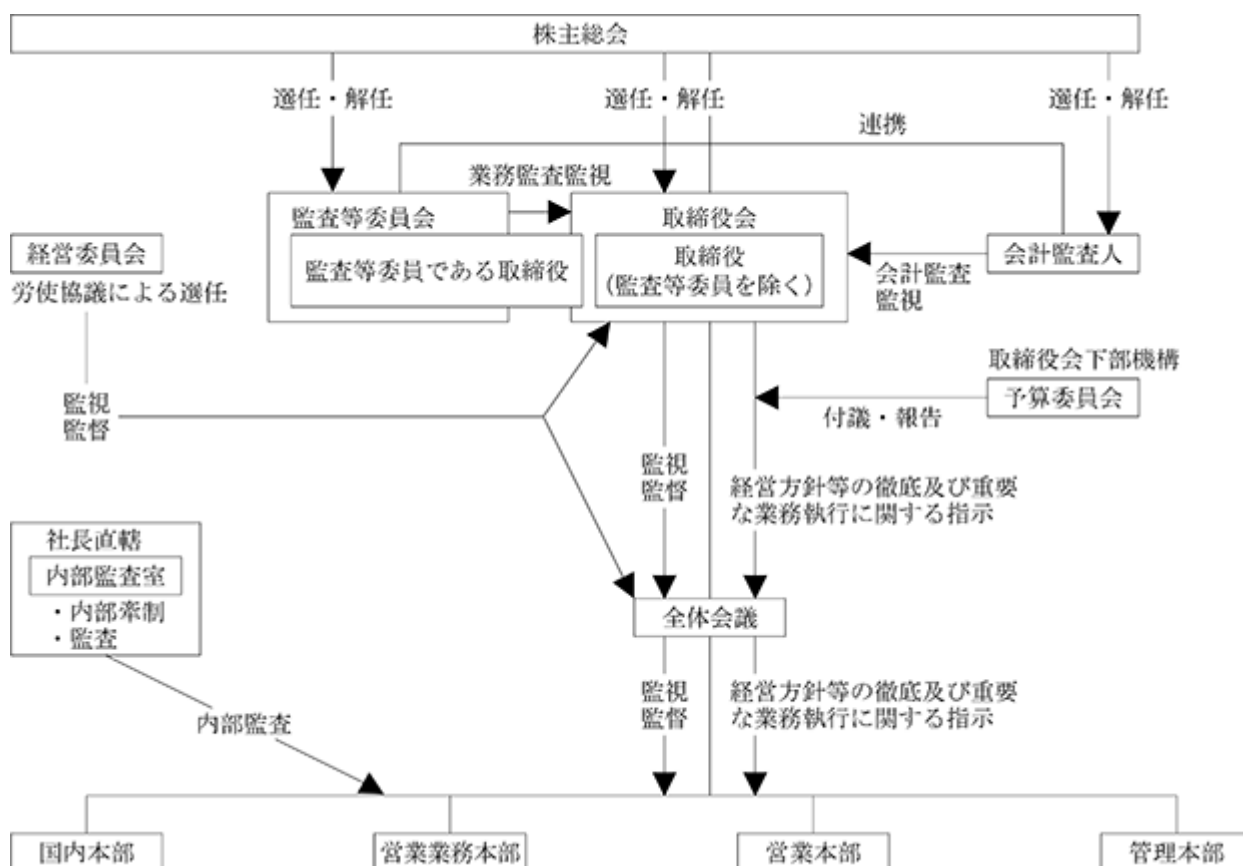 株主総会
選任・解任
選任・解任
選任・解任
連携
業務監査監視
監査等委員会
取締役会
経営委員会
監査等委員である取締役
取締役
(監査等委員を除く)
会計監査人
労使協議による選任
会計監査
監視
取締役会下部機構
監視
監督
予算委員会
付議・報告
監視
監督
経営方針等の徹底及び重要
な業務執行に関する指示
社長直轄
内部監査室
・内部牽制
・監査
全体会議
監視
監督
経営方針等の徹底及び重要
な業務執行に関する指示
内部監査
国内本部
営業業務本部
営業本部
管理本部